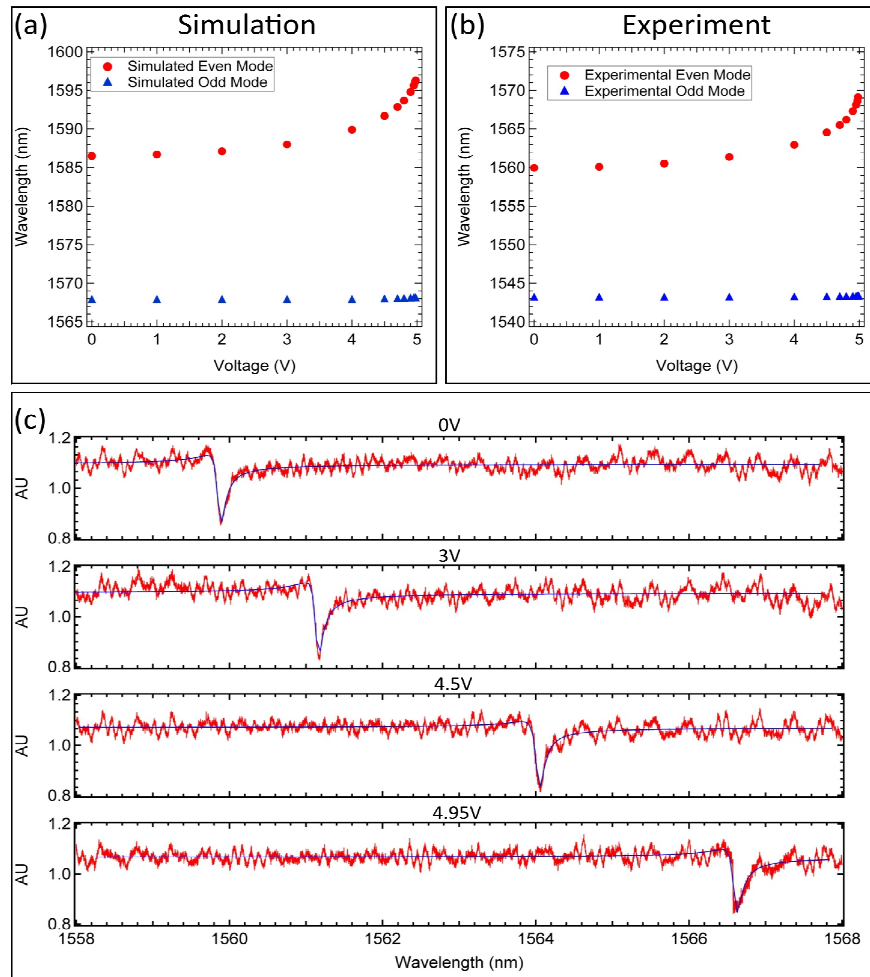 (a) Simulation
1600
1595
1590
1585
1580
1575
1570
1565
Wavelength (nm)
Simulated Even Mode
Simulated Odd Mode
0 1 2 3 4 5
Voltage (V)
(b) Experiment
1575
1570
1565
1560
1555
1550
1545
1540
Wavelength (nm)
Experimental Even Mode
Experimental Odd Mode
0 1 2 3 4 5
Voltage (V)
(c)
0V
1.2
1.0
0.8
AU
3V
1.2
1.0
0.8
AU
4.5V
1.2
1.0
0.8
AU
4.95V
1.2
1.0
0.8
AU
1558 1560 1562 1564 1566 1568
Wavelength (nm)